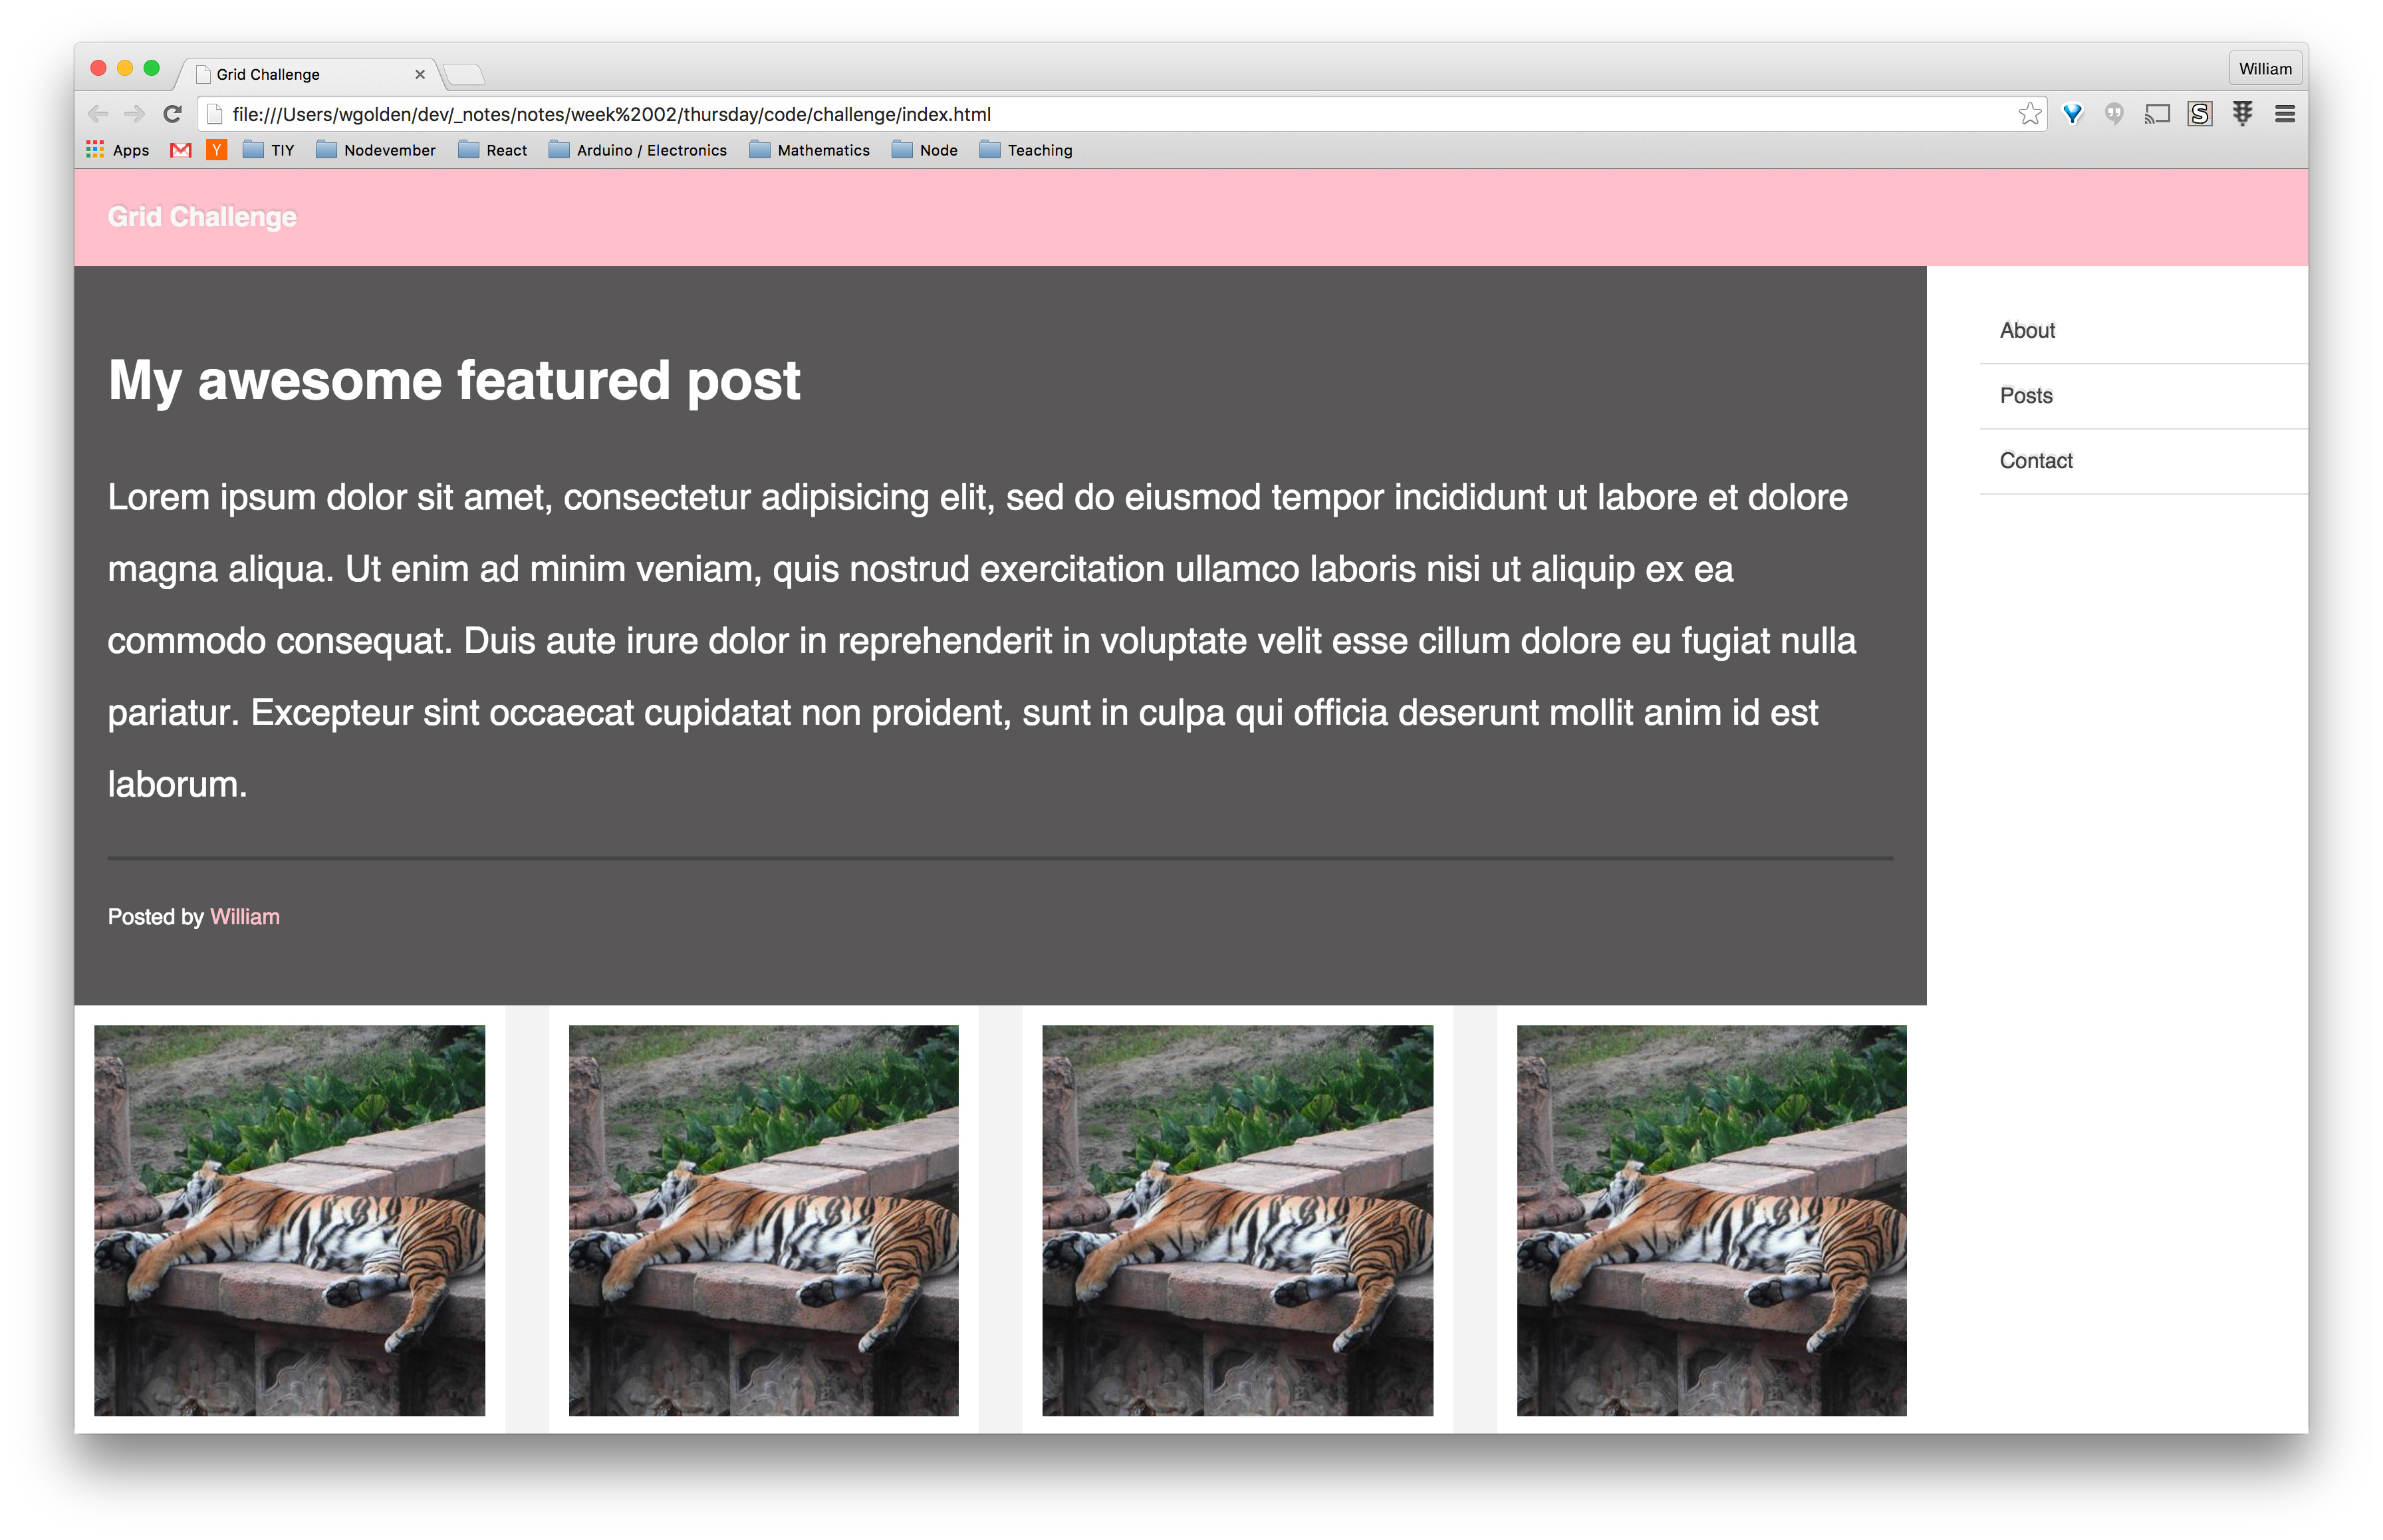 Grid Challenge
William
file:///Users/wgolden/dev/_notes/notes/week%2002/thursday/code/challenge/index.html
S
Apps
Y
TIY
Nodevember
React
Arduino / Electronics
Mathematics
Node
Teaching
Grid Challenge
My awesome featured post
Lorem ipsum dolor sit amet, consectetur adipisicing elit, sed do eiusmod tempor incididunt ut labore et dolore
magna aliqua. Ut enim ad minim veniam, quis nostrud exercitation ullamco laboris nisi ut aliquip ex ea
commodo consequat. Duis aute irure dolor in reprehenderit in voluptate velit esse cillum dolore eu fugiat nulla
pariatur. Excepteur sint occaecat cupidatat non proident, sunt in culpa qui officia deserunt mollit anim id est
laborum.
Posted by William
About
Posts
Contact